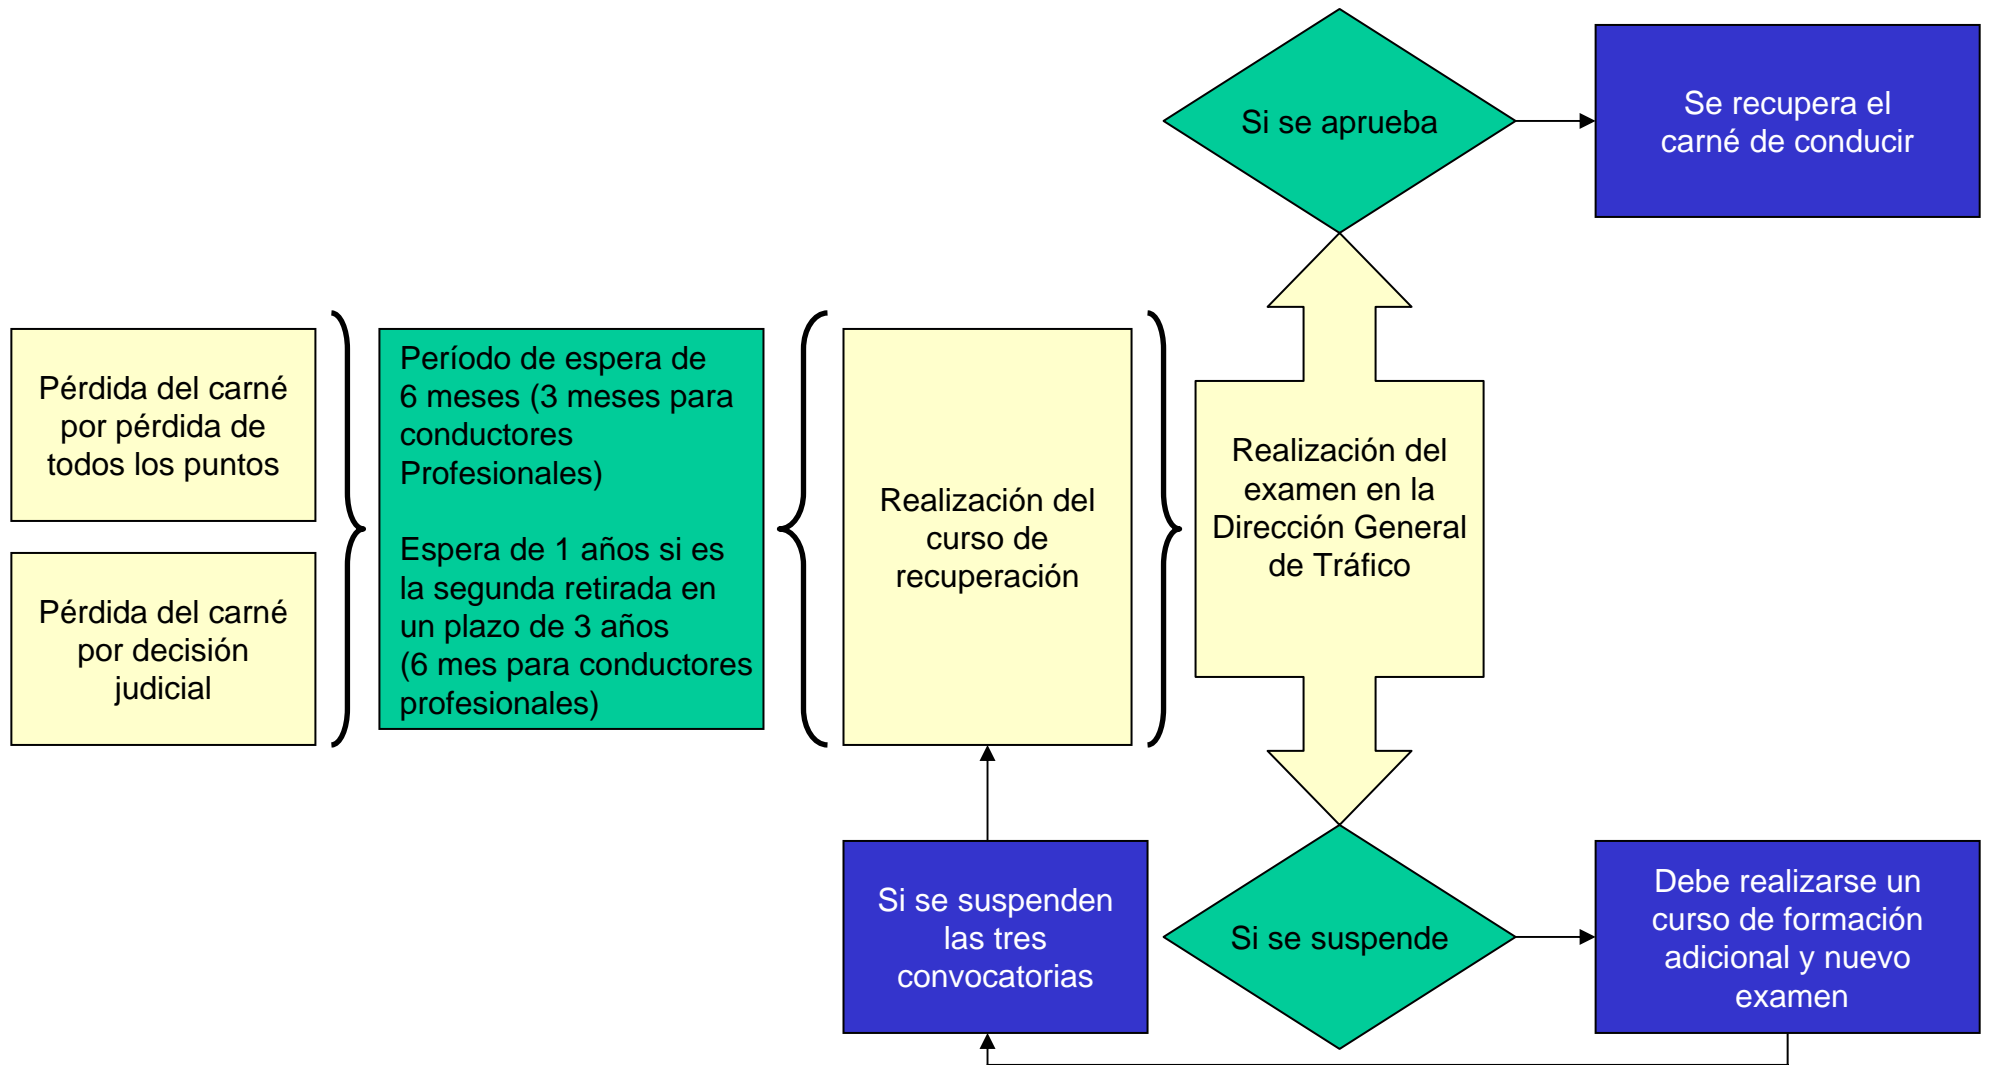 Si se aprueba
Se recupera el
carné de conducir
Pérdida del carné
por pérdida de
todos los puntos
Pérdida del carné
por decisión
judicial
Período de espera de
6 meses (3 meses para
conductores
Profesionales)
Espera de 1 años si es
la segunda retirada en
un plazo de 3 años
(6 mes para conductores
profesionales)
Realización del
curso de
recuperación
Realización del
examen en la
Dirección General
de Tráfico
Si se suspenden
las tres
convocatorias
Si se suspende
Debe realizarse un
curso de formación
adicional y nuevo
examen